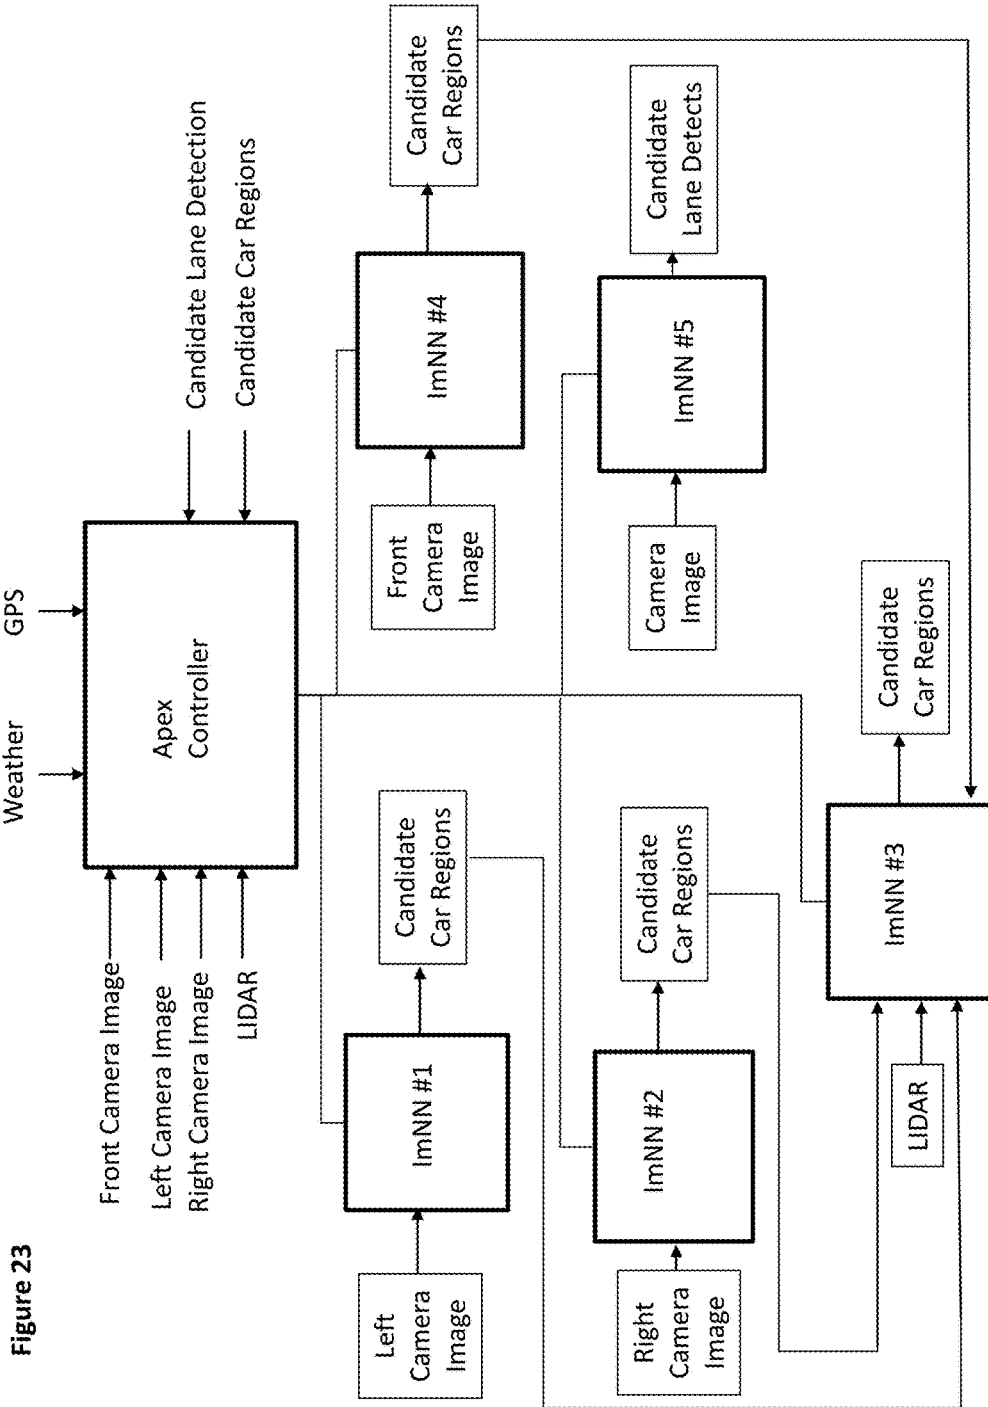 Figure 23
Weather
GPS
Front Camera Image
Left Camera Image
Right Camera Image
LIDAR
Apex
Controller
Candidate Lane Detection
Candidate Car Regions
Left
Camera
Image
ImNN #1
Candidate
Car Regions
Front
Camera
Image
ImNN #4
Candidate
Car Regions
Right
Camera
Image
ImNN #2
Candidate
Car Regions
Camera
Image
ImNN #5
Candidate
Lane Detects
LIDAR
ImNN #3
Candidate
Car Regions